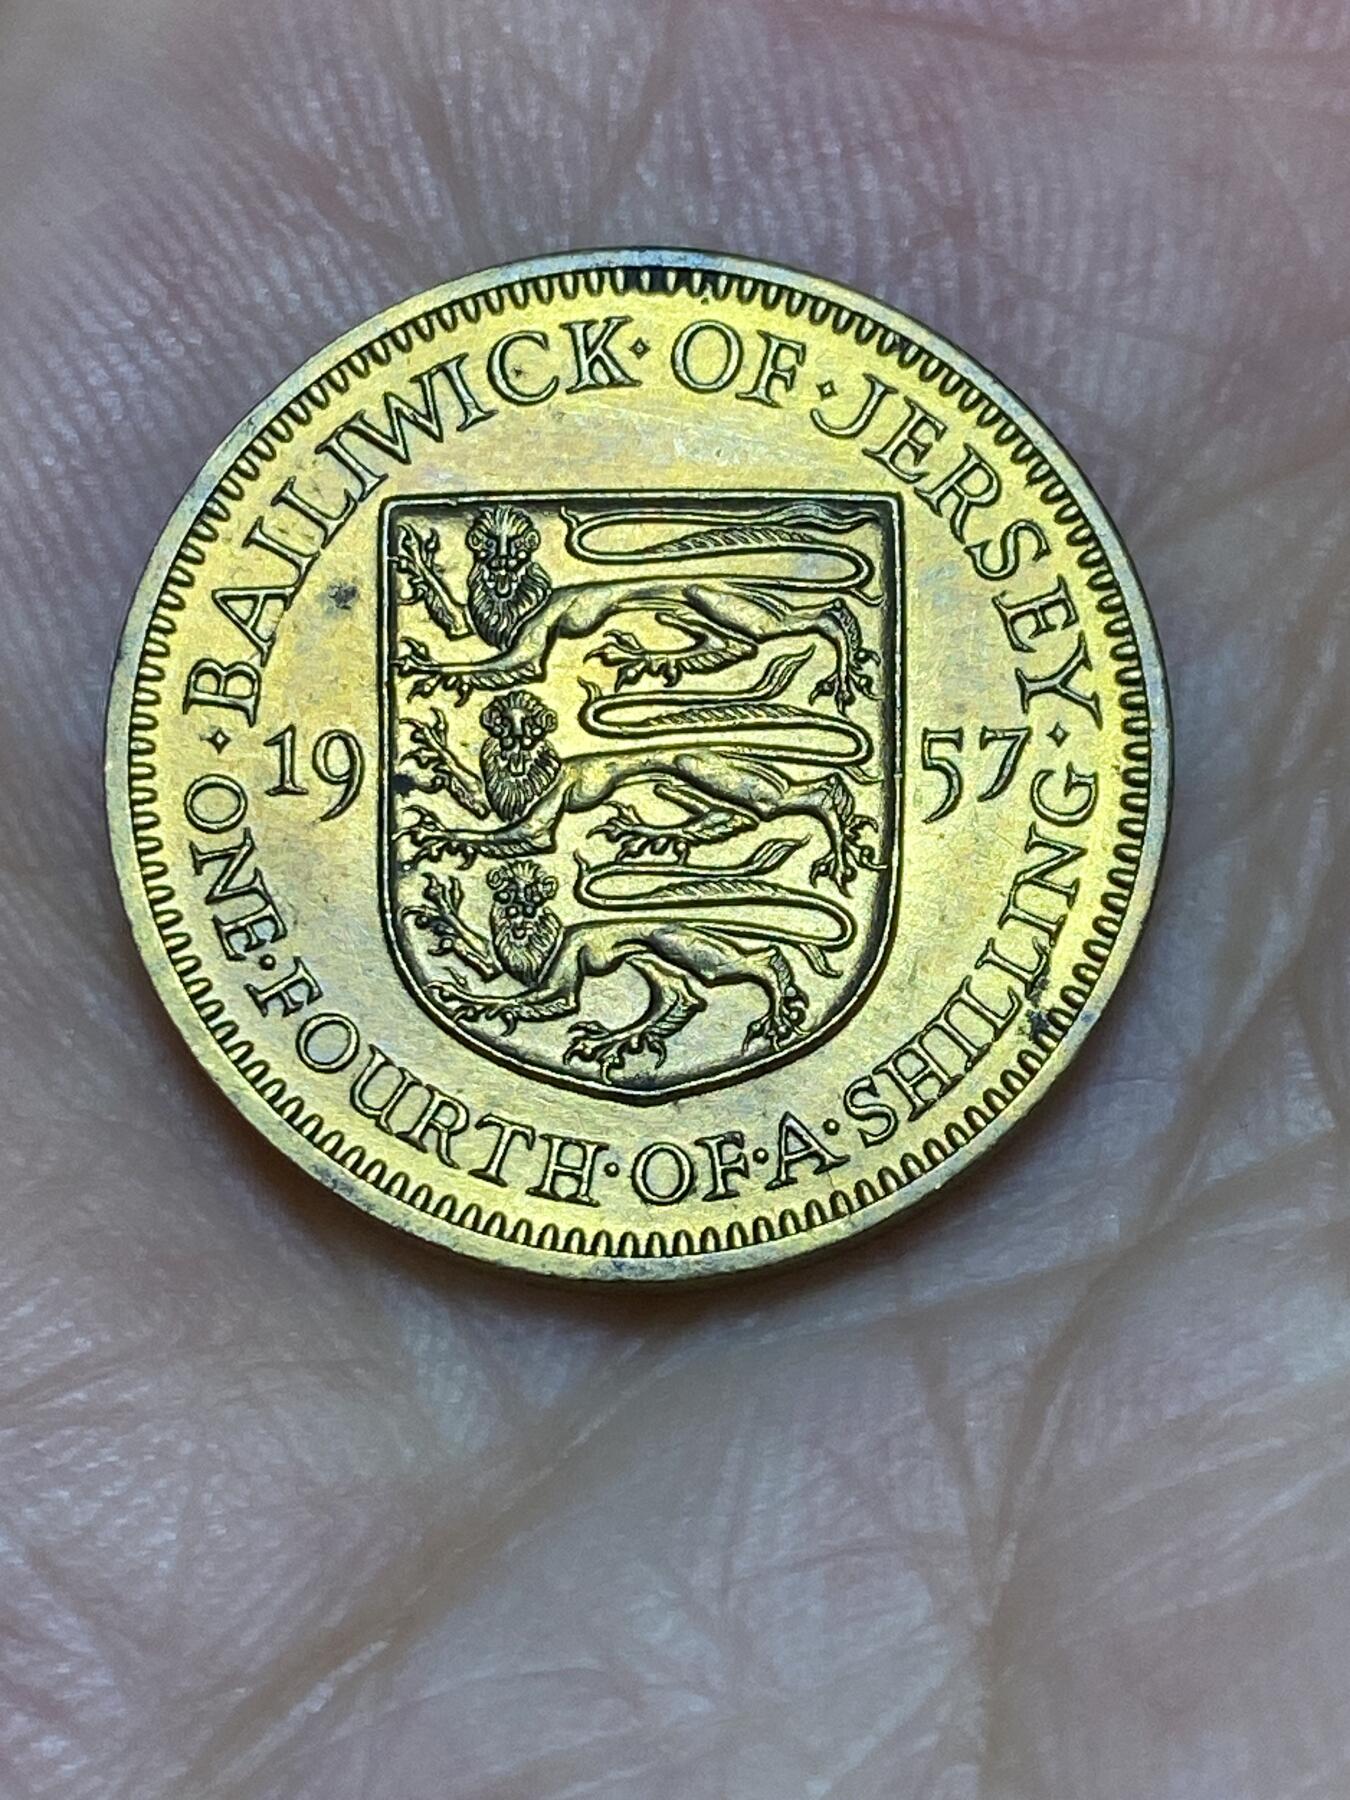 BAILIWICK · OF · JERSEY
19 57
ONE · FOURTH · OF · A · SHILLING